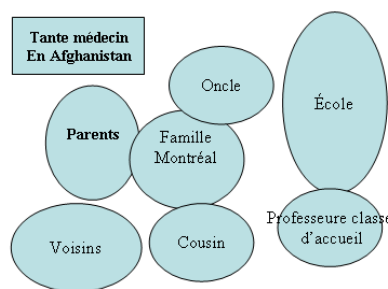 Tante médecin
En Afghanistan
Oncle
École
Parents
Famille
Montréal
Professeure classe
d'accueil
Voisins
Cousin